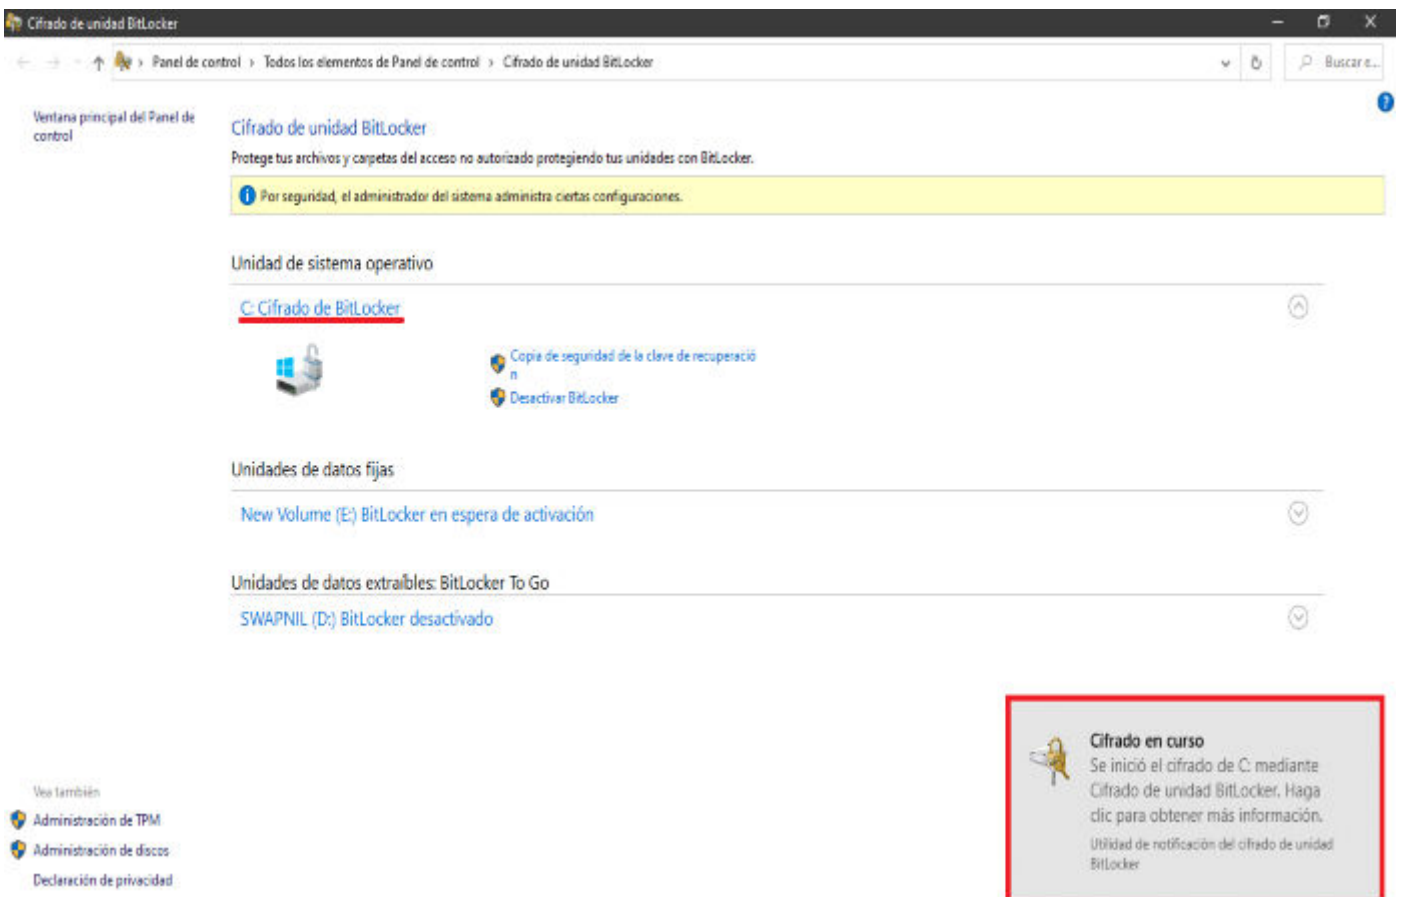 Cifrado de unidad BitLocker
Panel de control › Todos los elementos de Panel de control › Cifrado de unidad BitLocker
Buscar e...
Ventana principal del Panel de
control
Cifrado de unidad BitLocker
Protege tus archivos y carpetas del acceso no autorizado protegiendo tus unidades con BitLocker.
Por seguridad, el administrador del sistema administra ciertas configuraciones.
Unidad de sistema operativo
C: Cifrado de BitLocker
Copia de seguridad de la clave de recuperació
n
Desactivar BitLocker
Unidades de datos fijas
New Volume (E:) BitLocker en espera de activación
Unidades de datos extraíbles: BitLocker To Go
SWAPNIL (D:) BitLocker desactivado
Cifrado en curso
Se inició el cifrado de C: mediante
Cifrado de unidad BitLocker. Haga
clic para obtener más información.
Utilidad de notificación del cifrado de unidad
BitLocker
Vea también
Administración de TPM
Administración de discos
Declaración de privacidad